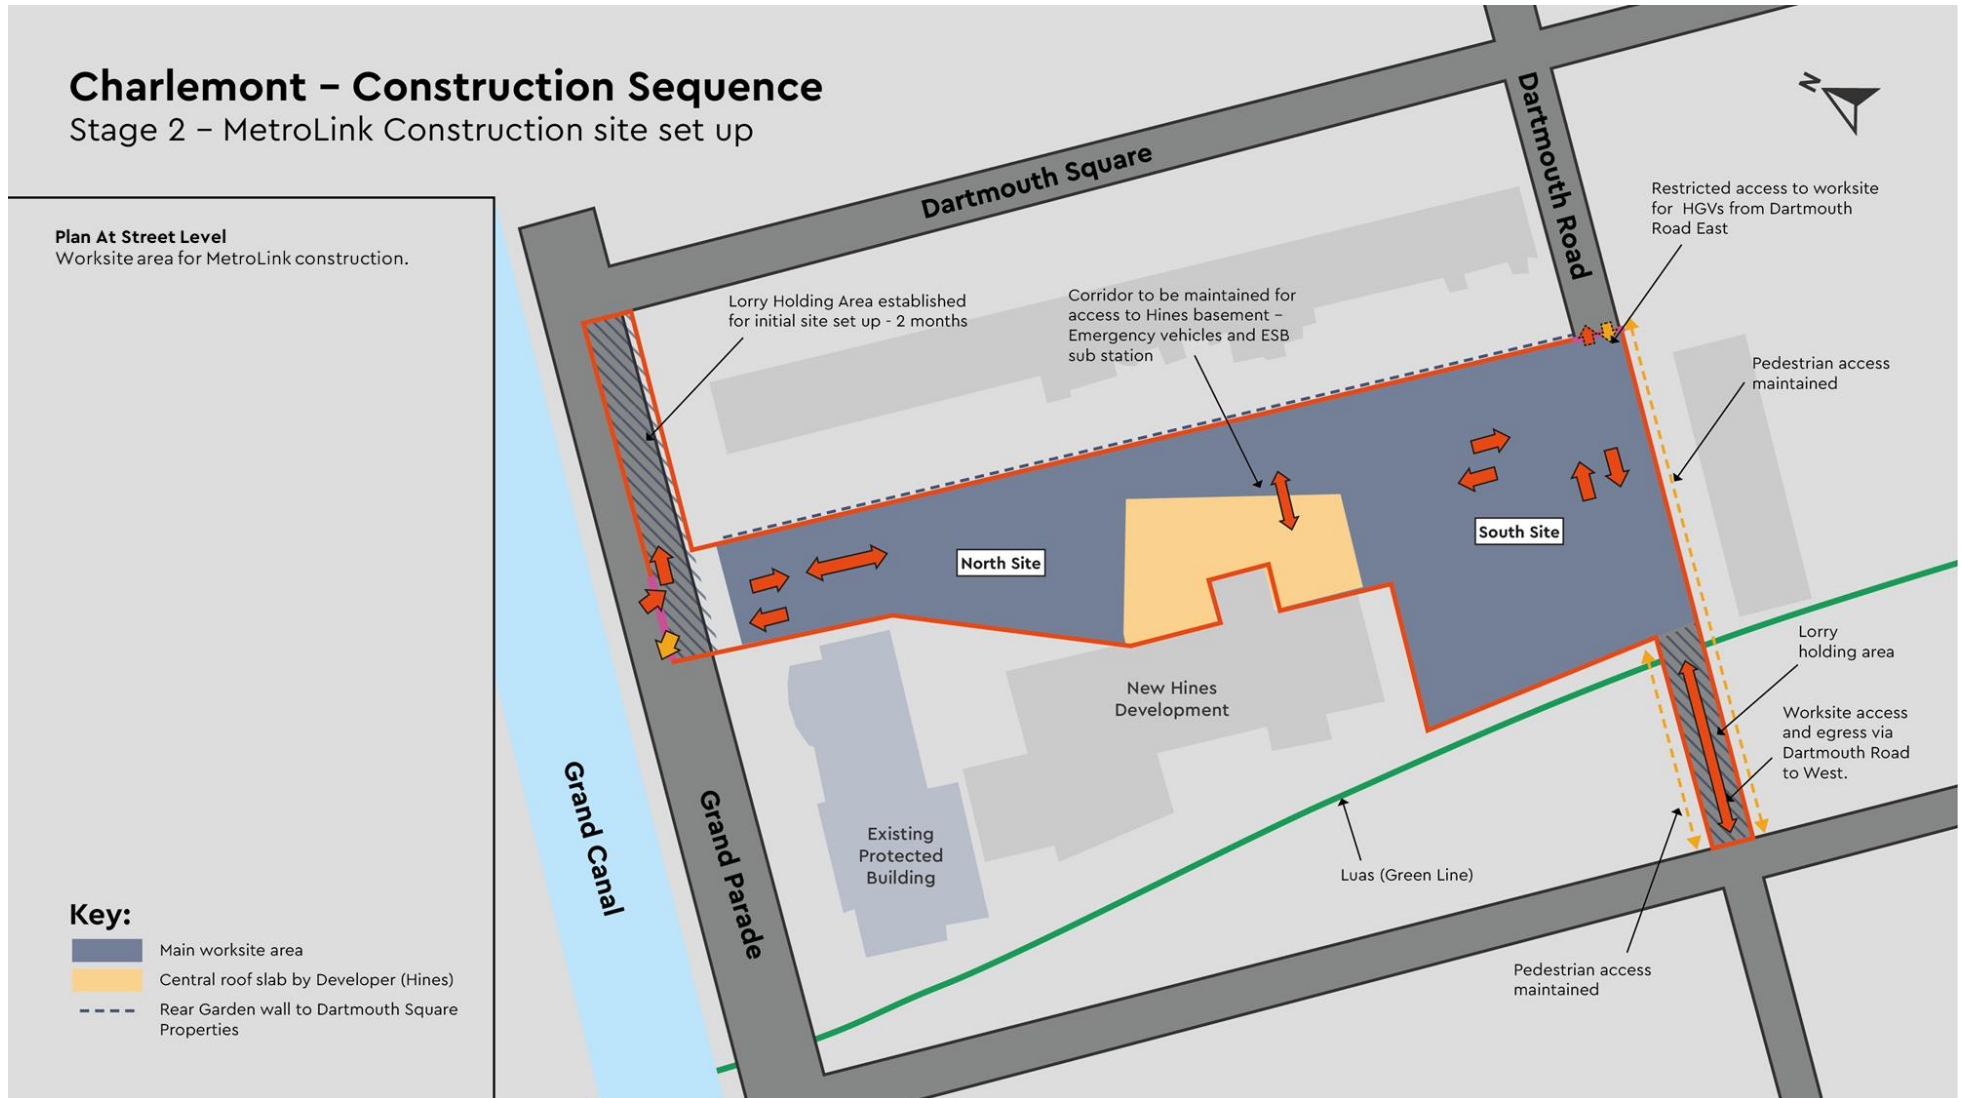 Charlemont – Construction Sequence
Stage 2 – MetroLink Construction site set up
Plan At Street Level
Worksite area for MetroLink construction.
Dartmouth Square
Dartmouth Road
N
Restricted access to worksite
for HGVs from Dartmouth
Road East
Lorry Holding Area established
for initial site set up - 2 months
Corridor to be maintained for
access to Hines basement –
Emergency vehicles and ESB
sub station
Pedestrian access
maintained
North Site
South Site
Lorry
holding area
New Hines
Development
Worksite access
and egress via
Dartmouth Road
to West.
Grand Canal
Grand Parade
Existing
Protected
Building
Luas (Green Line)
Pedestrian access
maintained
Key:
Main worksite area
Central roof slab by Developer (Hines)
Rear Garden wall to Dartmouth Square
Properties